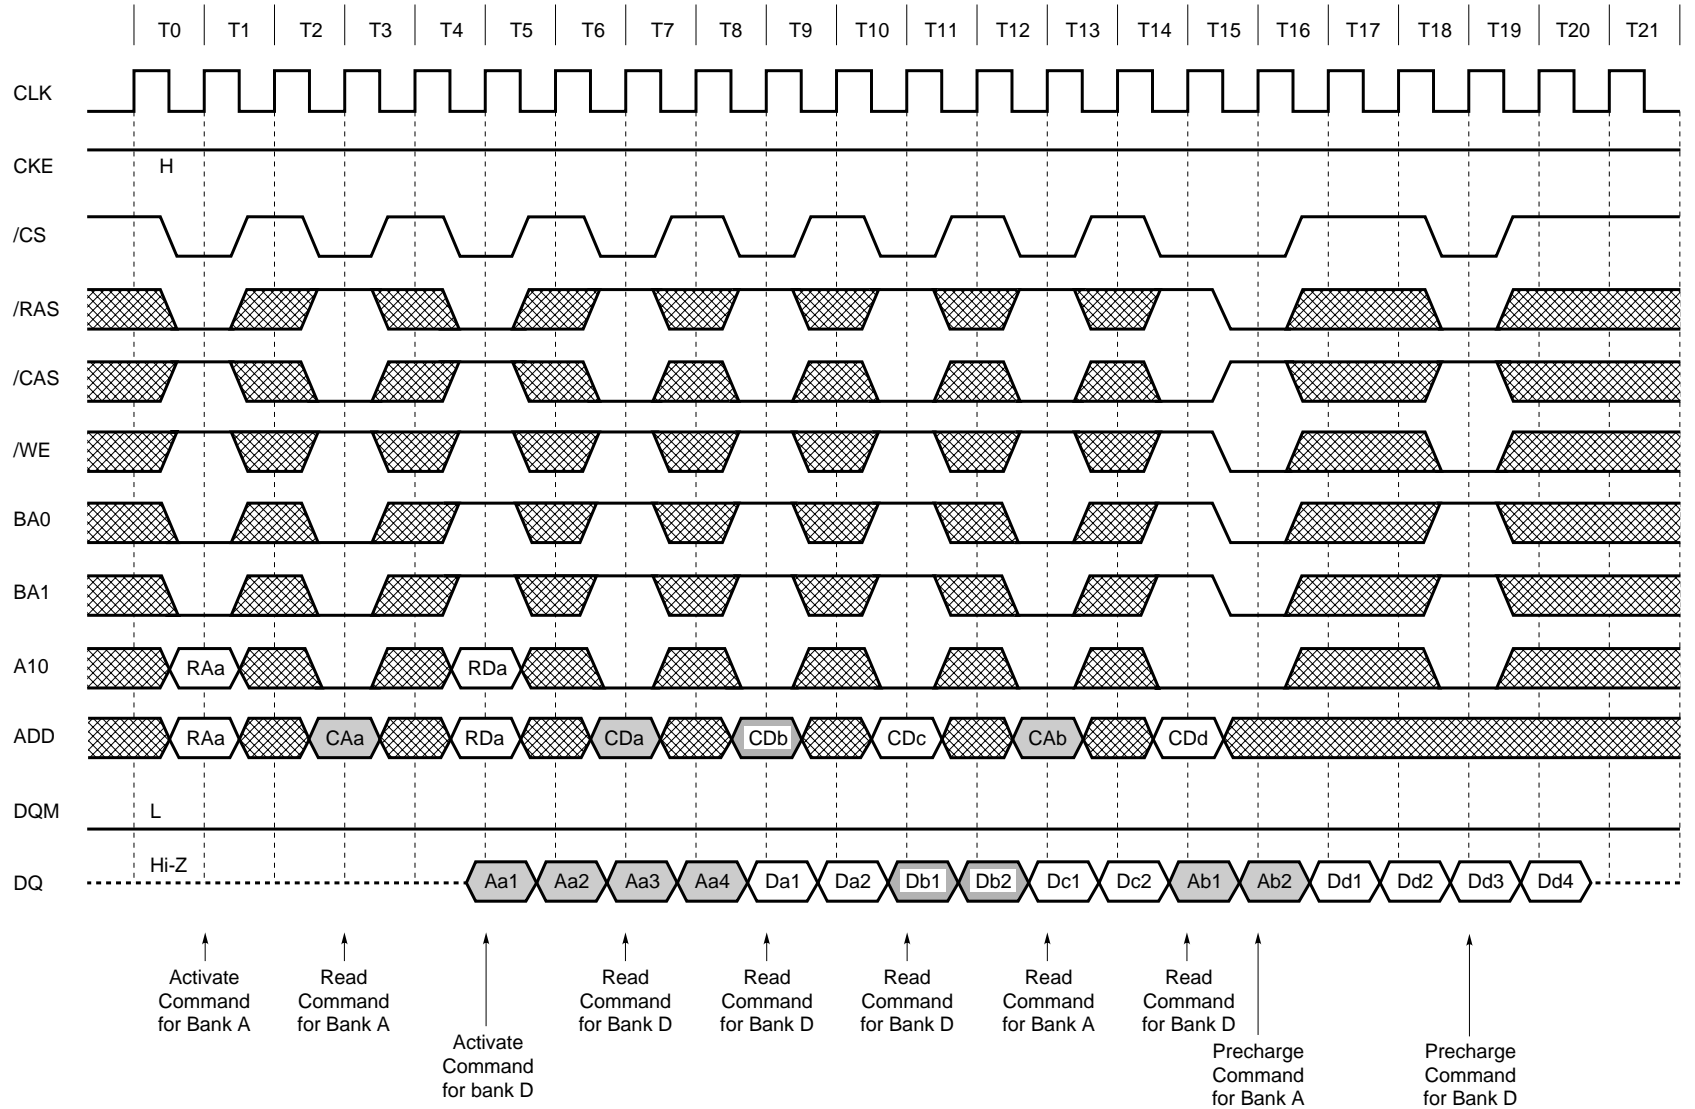 T0 T1 T2 T3 T4 T5 T6 T7 T8 T9 T10 T11 T12 T13 T14 T15 T16 T17 T18 T19 T20 T21
CLK
CKE H
/CS
/RAS
/CAS
/WE
BA0
BA1
A10 RAa RDa
ADD RAa CAa RDa CDa CDb CDc CAb CDd
DQM L
Hi-Z
DQ Aa1 Aa2 Aa3 Aa4 Da1 Da2 Db1 Db2 Dc1 Dc2 Ab1 Ab2 Dd1 Dd2 Dd3 Dd4
Activate
Command
for Bank A
Read
Command
for Bank A
Activate
Command
for bank D
Read
Command
for Bank D
Read
Command
for Bank D
Read
Command
for Bank D
Read
Command
for Bank A
Read
Command
for Bank D
Precharge
Command
for Bank A
Precharge
Command
for Bank D